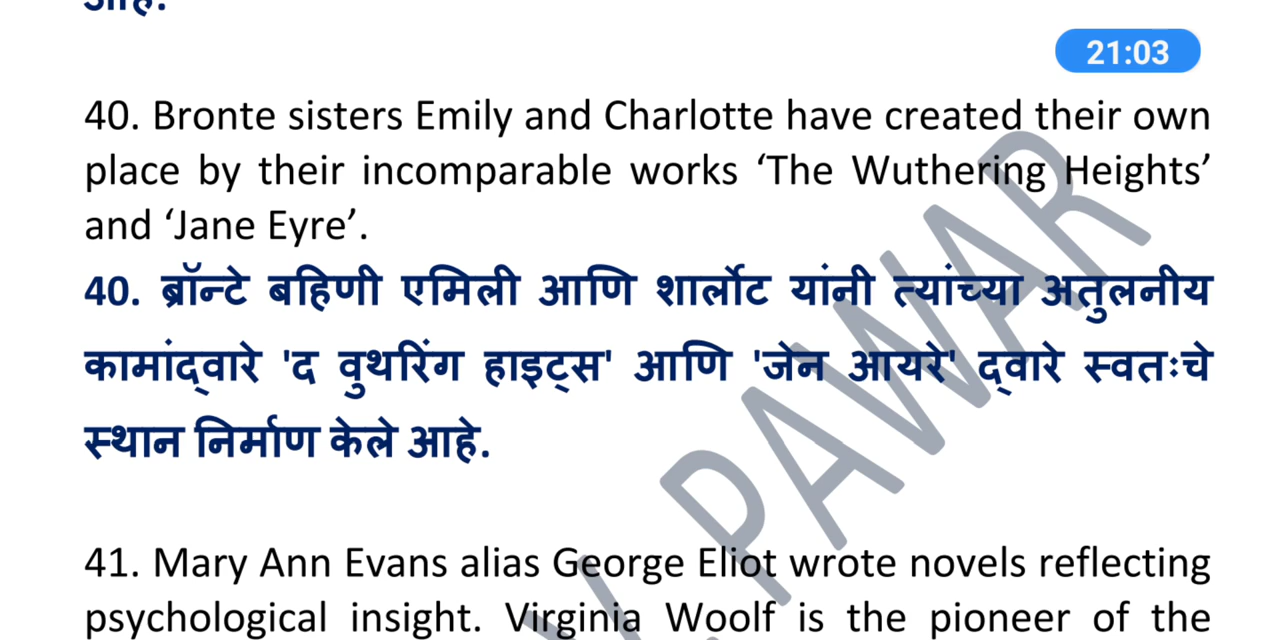 आहे.
21:03
40. Bronte sisters Emily and Charlotte have created their own
place by their incomparable works ‘The Wuthering Heights’
and ‘Jane Eyre’.
40. ब्रॉन्टे बहिणी एमिली आणि शार्लोट यांनी त्यांच्या अतुलनीय
कामांद्वारे 'द वुथरिंग हाइट्स' आणि 'जेन आयरे' द्वारे स्वतःचे
स्थान निर्माण केले आहे.
41. Mary Ann Evans alias George Eliot wrote novels reflecting
psychological insight. Virginia Woolf is the pioneer of the
PAWAR